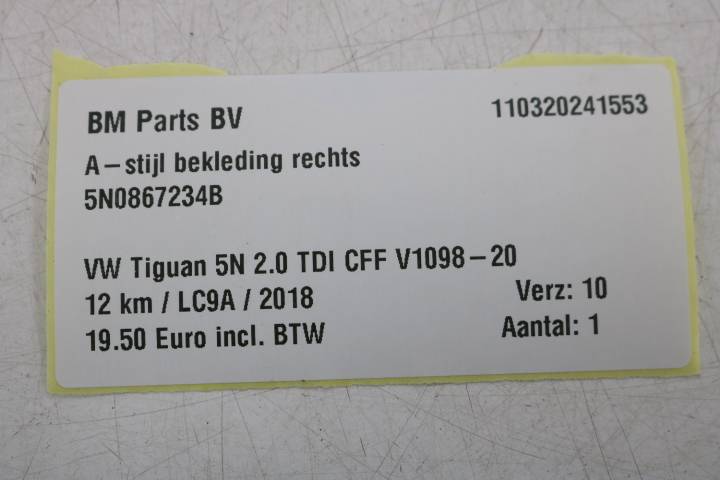 BM Parts BV 110320241553
A-stijl bekleding rechts
5N0867234B
VW Tiguan 5N 2.0 TDI CFF V1098-20
12 km / LC9A / 2018 Verz: 10
19.50 Euro incl. BTW Aantal: 1